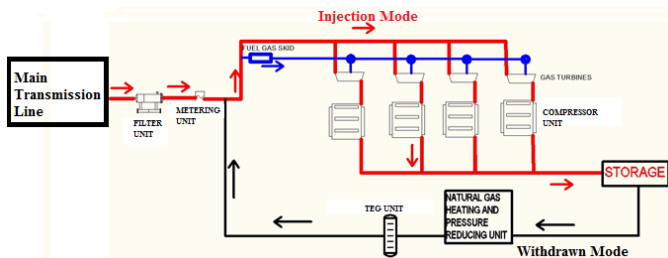 Injection Mode
FUEL GAS SKID
Main
Transmission
Line
GAS TURBINES
FILTER
UNIT
METERING
UNIT
COMPRESSOR
UNIT
STORAGE
TEG UNIT
NATURAL GAS
HEATING AND
PRESSURE
REDUCING UNIT
Withdrawn Mode